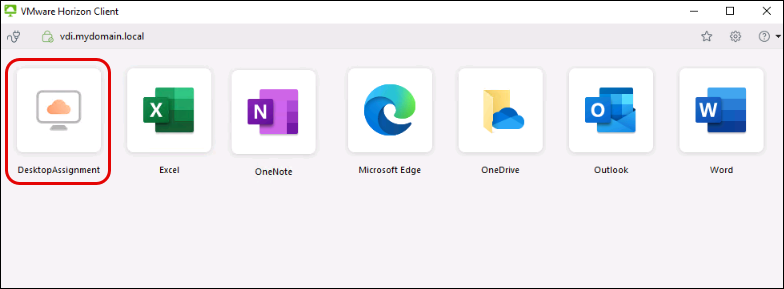 VMware Horizon Client
vdi.mydomain.local
DesktopAssignment
Excel
OneNote
Microsoft Edge
OneDrive
Outlook
Word